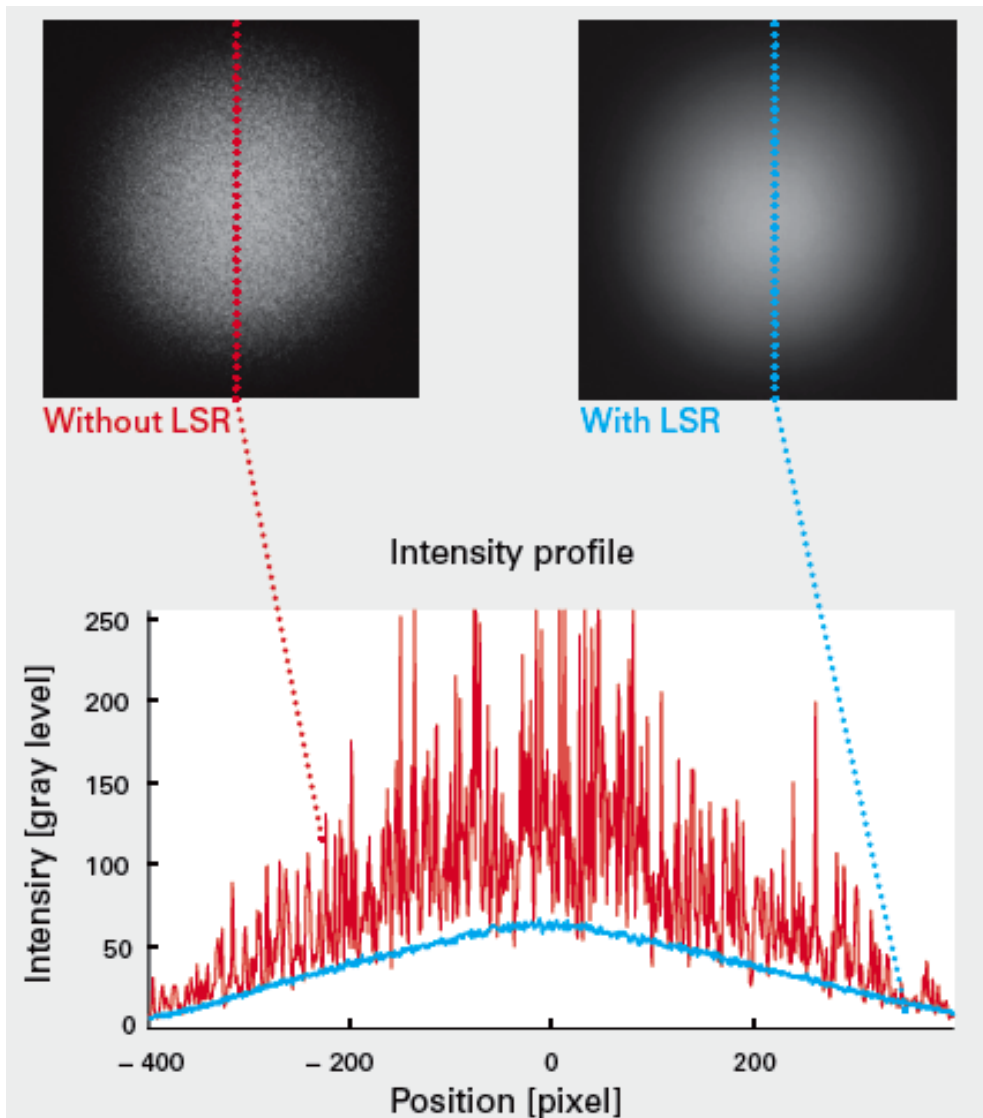 Without LSR
With LSR
Intensity profile
Intensiry [gray level]
250
200
150
100
50
0
– 400
– 200
0
200
Position [pixel]